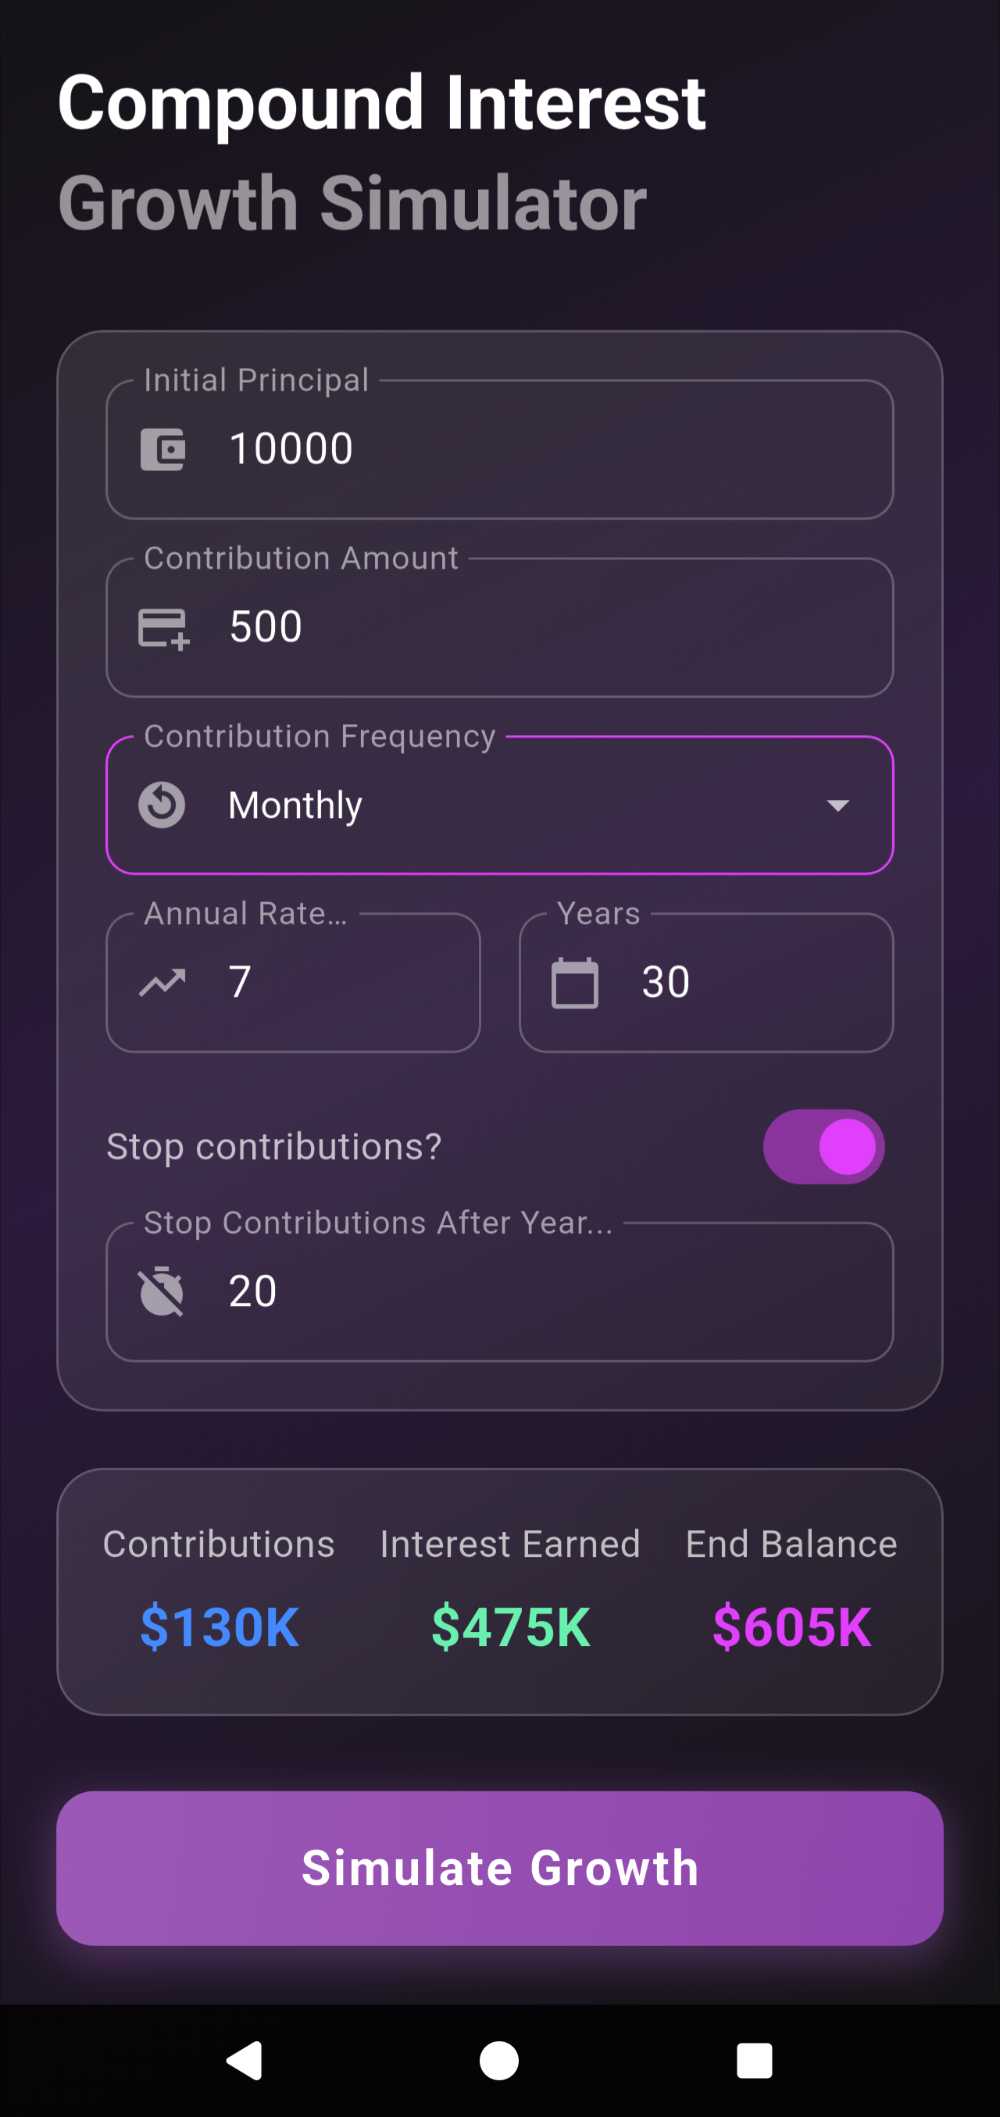 Compound Interest
Growth Simulator
Initial Principal
10000
Contribution Amount
500
Contribution Frequency
Monthly
Annual Rate... Years
7 30
Stop contributions?
Stop Contributions After Year...
20
Contributions Interest Earned End Balance
$130K $475K $605K
Simulate Growth